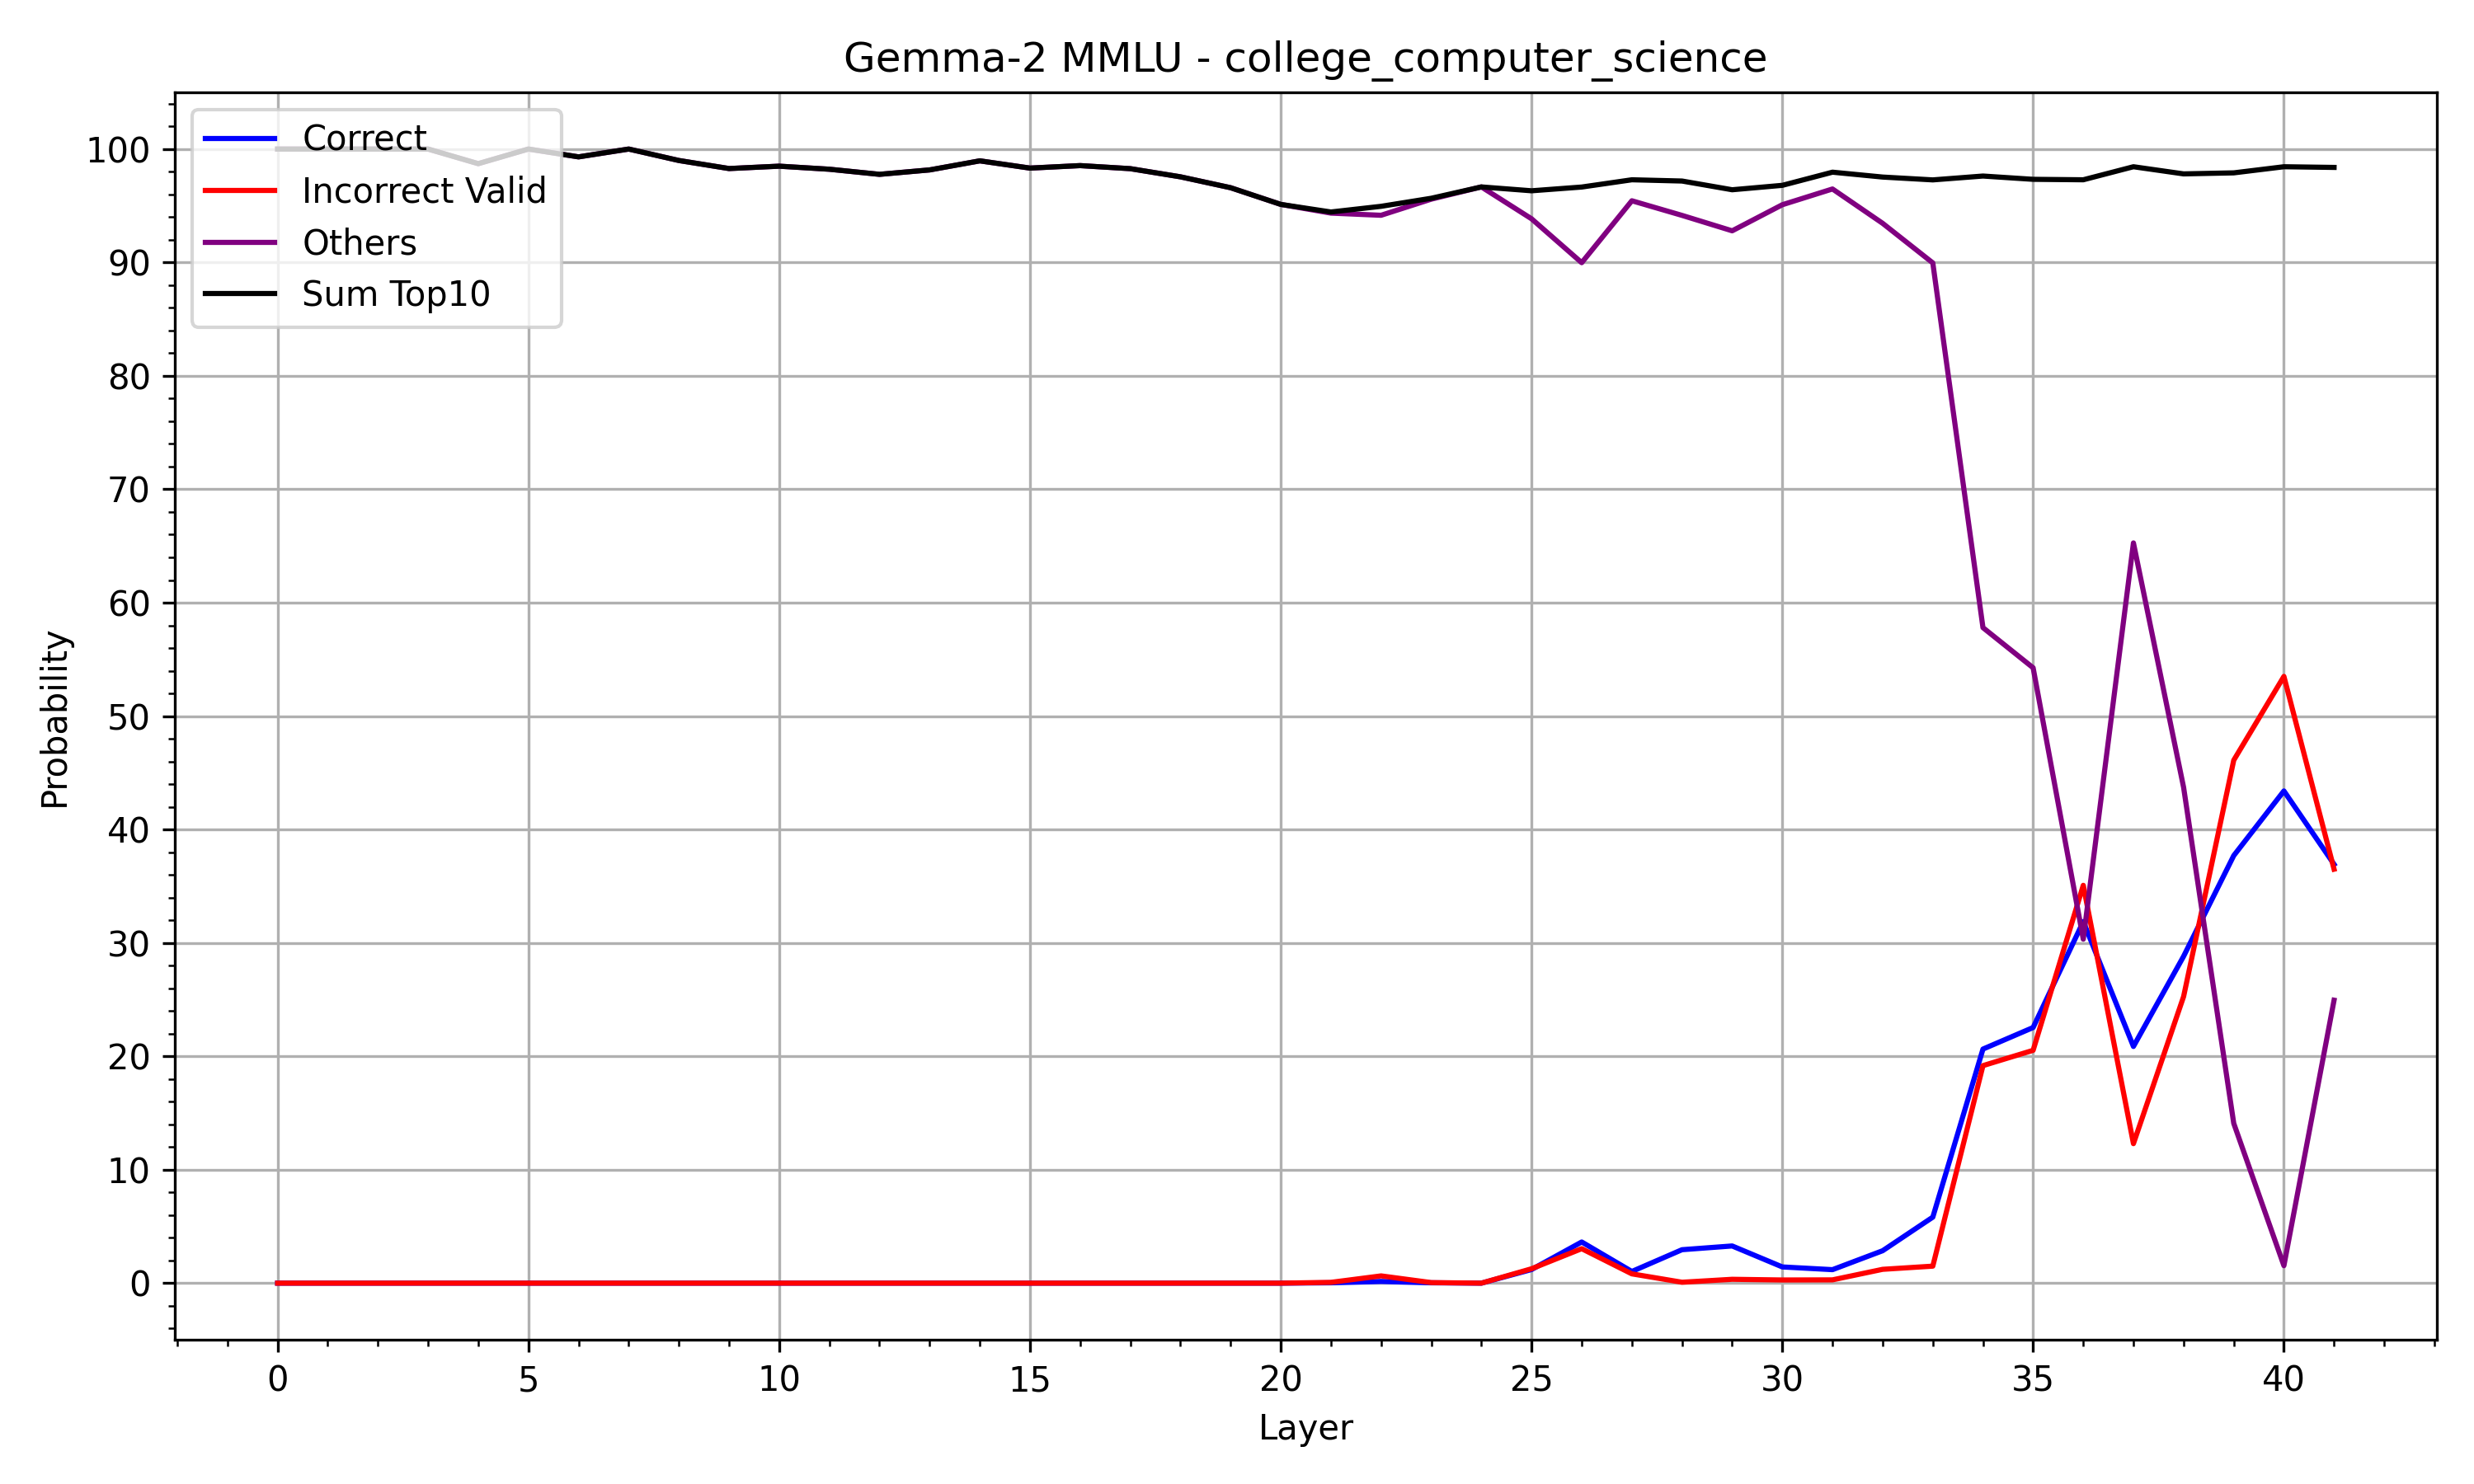 Gemma-2 MMLU - college_computer_science
Correct
Incorrect Valid
Others
Sum Top10
100
90
80
70
60
50
40
30
20
10
0
Probability
0 5 10 15 20 25 30 35 40
Layer